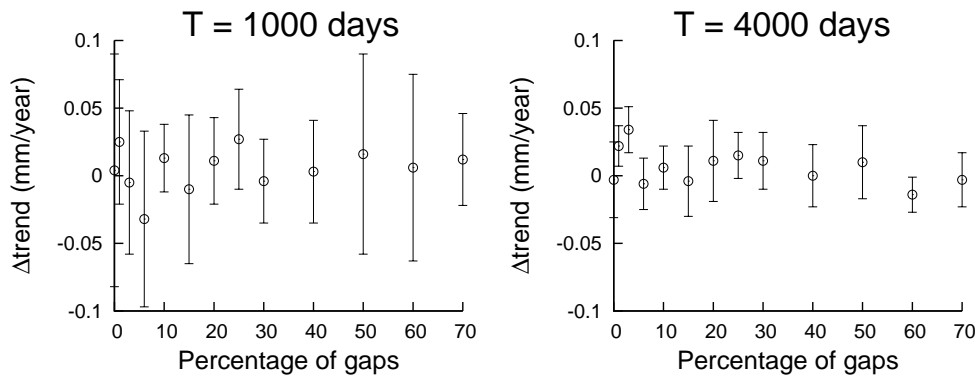 T = 1000 days
0.1
0.05
0
-0.05
-0.1
Δtrend (mm/year)
0 10 20 30 40 50 60 70
Percentage of gaps
T = 4000 days
0.1
0.05
0
-0.05
-0.1
Δtrend (mm/year)
0 10 20 30 40 50 60 70
Percentage of gaps